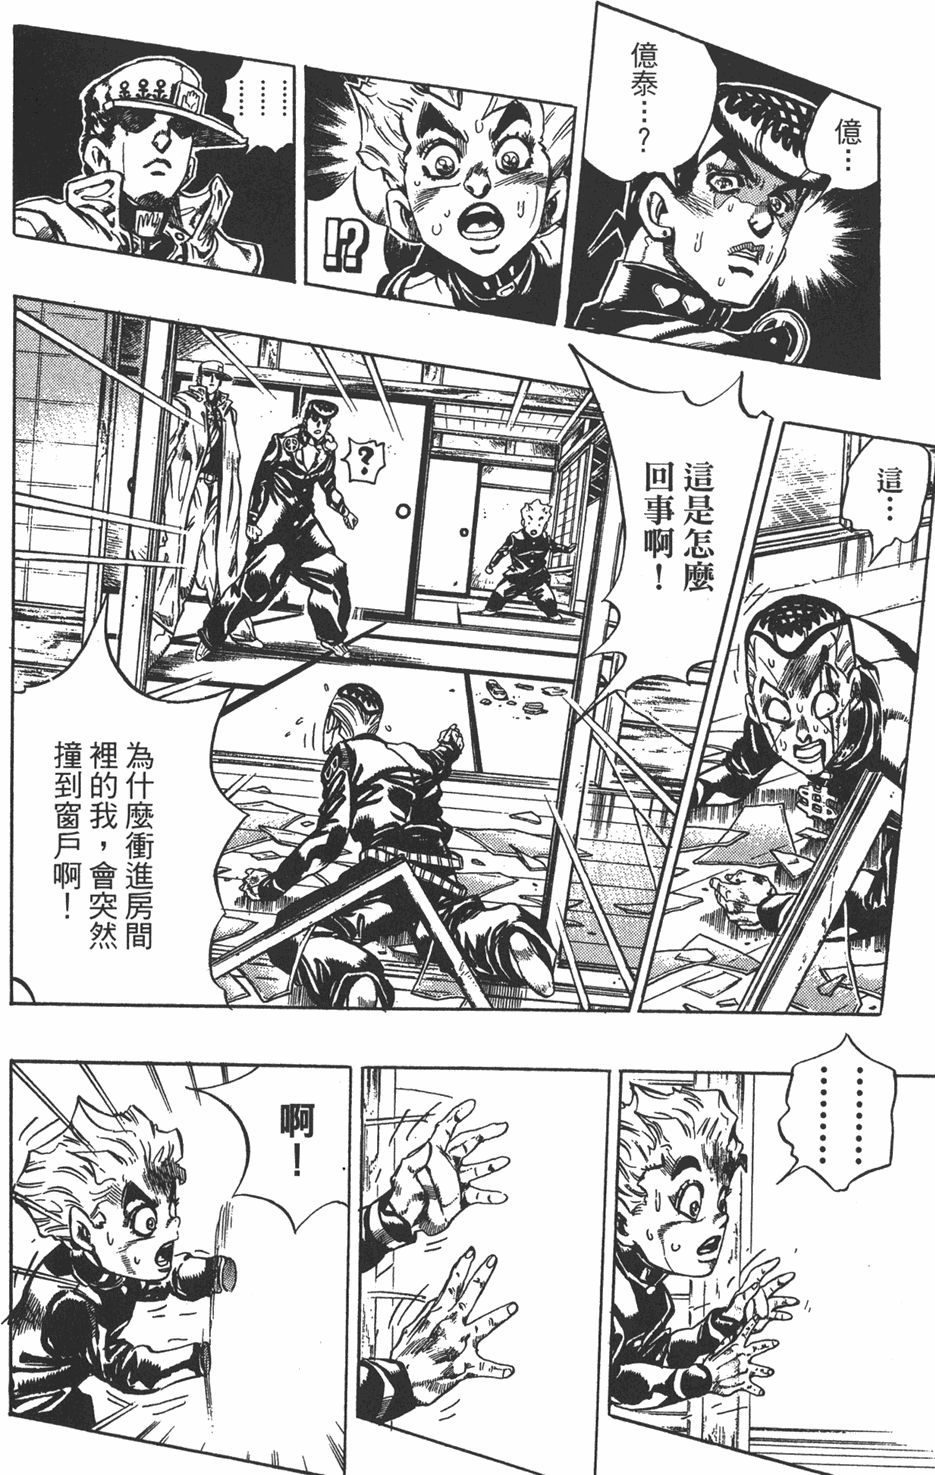 億…
億泰…?
!?
………
這…
這是怎麼
回事啊!
?
為什麼衝進房間
裡的我,會突然
撞到窗戶啊!
………………
啊!